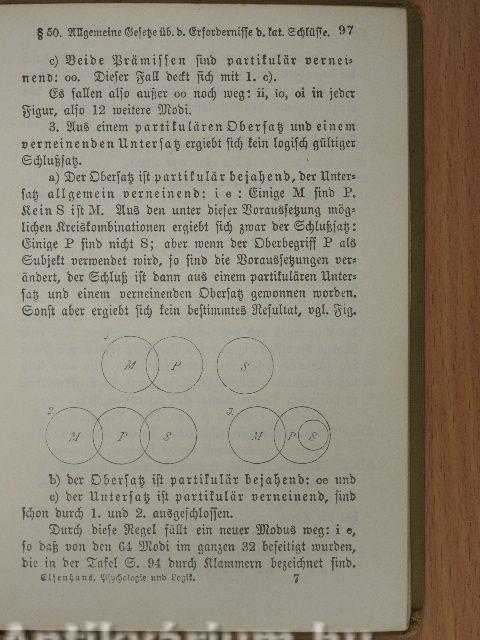 § 50. Allgemeine Gesetze üb. d. Erfordernisse d. kat. Schlüsse. 97
c) Beide Prämissen sind partikulär vernei-
nend: oo. Dieser Fall deckt sich mit 1. c).
Es fallen also außer oo noch weg: ii, io, oi in jeder
Figur, also 12 weitere Modi.
3. Aus einem partikulären Obersatz und einem
verneinenden Untersatz ergibt sich kein logisch gültiger
Schlußsatz.
a) Der Obersatz ist partikulär bejahend, der Unter-
satz allgemein verneinend: i e: Einige M sind P.
Kein S ist M. Aus den unter dieser Voraussetzung mög-
lichen Kreiskombinationen ergibt sich zwar der Schlußsatz:
Einige P sind nicht S; aber wenn der Oberbegriff P als
Subjekt verwendet wird, so sind die Voraussetzungen ver-
ändert, der Schluß ist dann aus einem partikulären Unter-
satz und einem verneinenden Obersatz gewonnen worden.
Sonst aber ergibt sich kein bestimmtes Resultat, vgl. Fig.
M P S
2. 3.
M P S M P S
b) der Obersatz ist partikulär bejahend: oe und
c) der Untersatz ist partikulär verneinend, sind
schon durch 1. und 2. ausgeschlossen.
Durch diese Regel fällt ein neuer Modus weg: i e,
so daß von den 64 Modi im ganzen 32 beseitigt wurden,
die in der Tafel S. 94 durch Klammern bezeichnet sind.
Elsenhans, Psychologie und Logik. 7